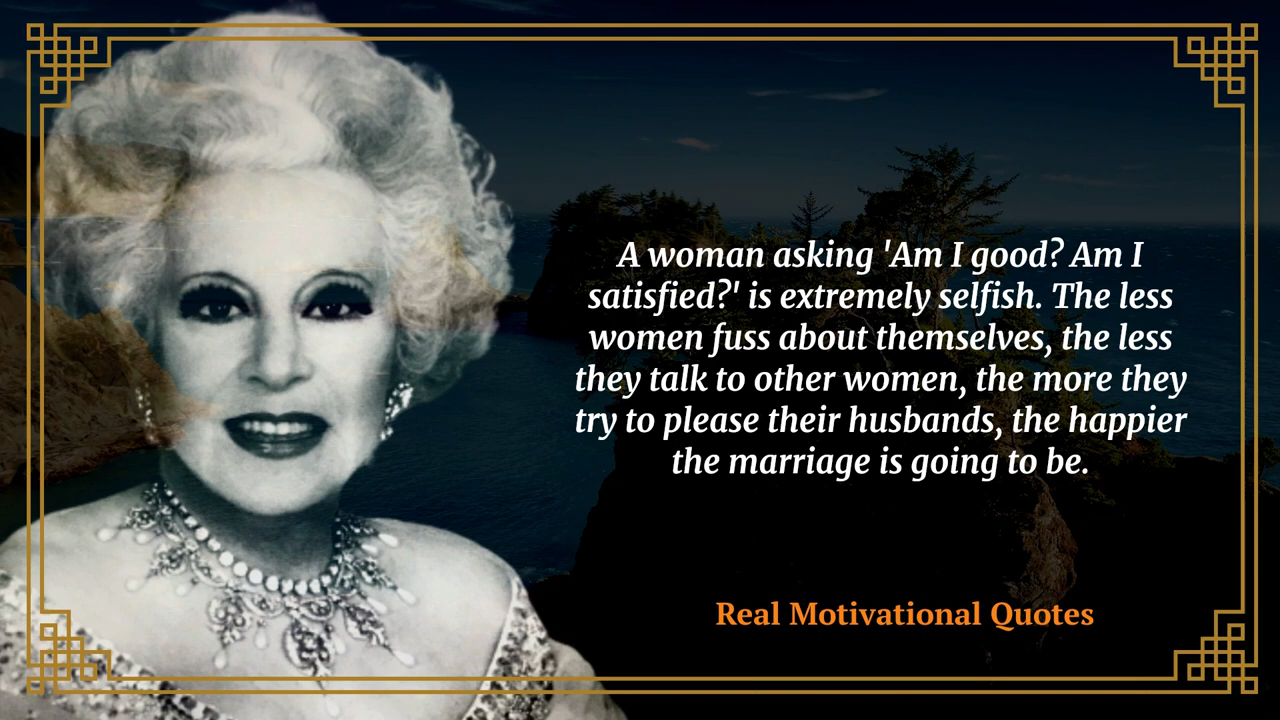 A woman asking 'Am I good? Am I
satisfied?' is extremely selfish. The less
women fuss about themselves, the less
they talk to other women, the more they
try to please their husbands, the happier
the marriage is going to be.
Real Motivational Quotes